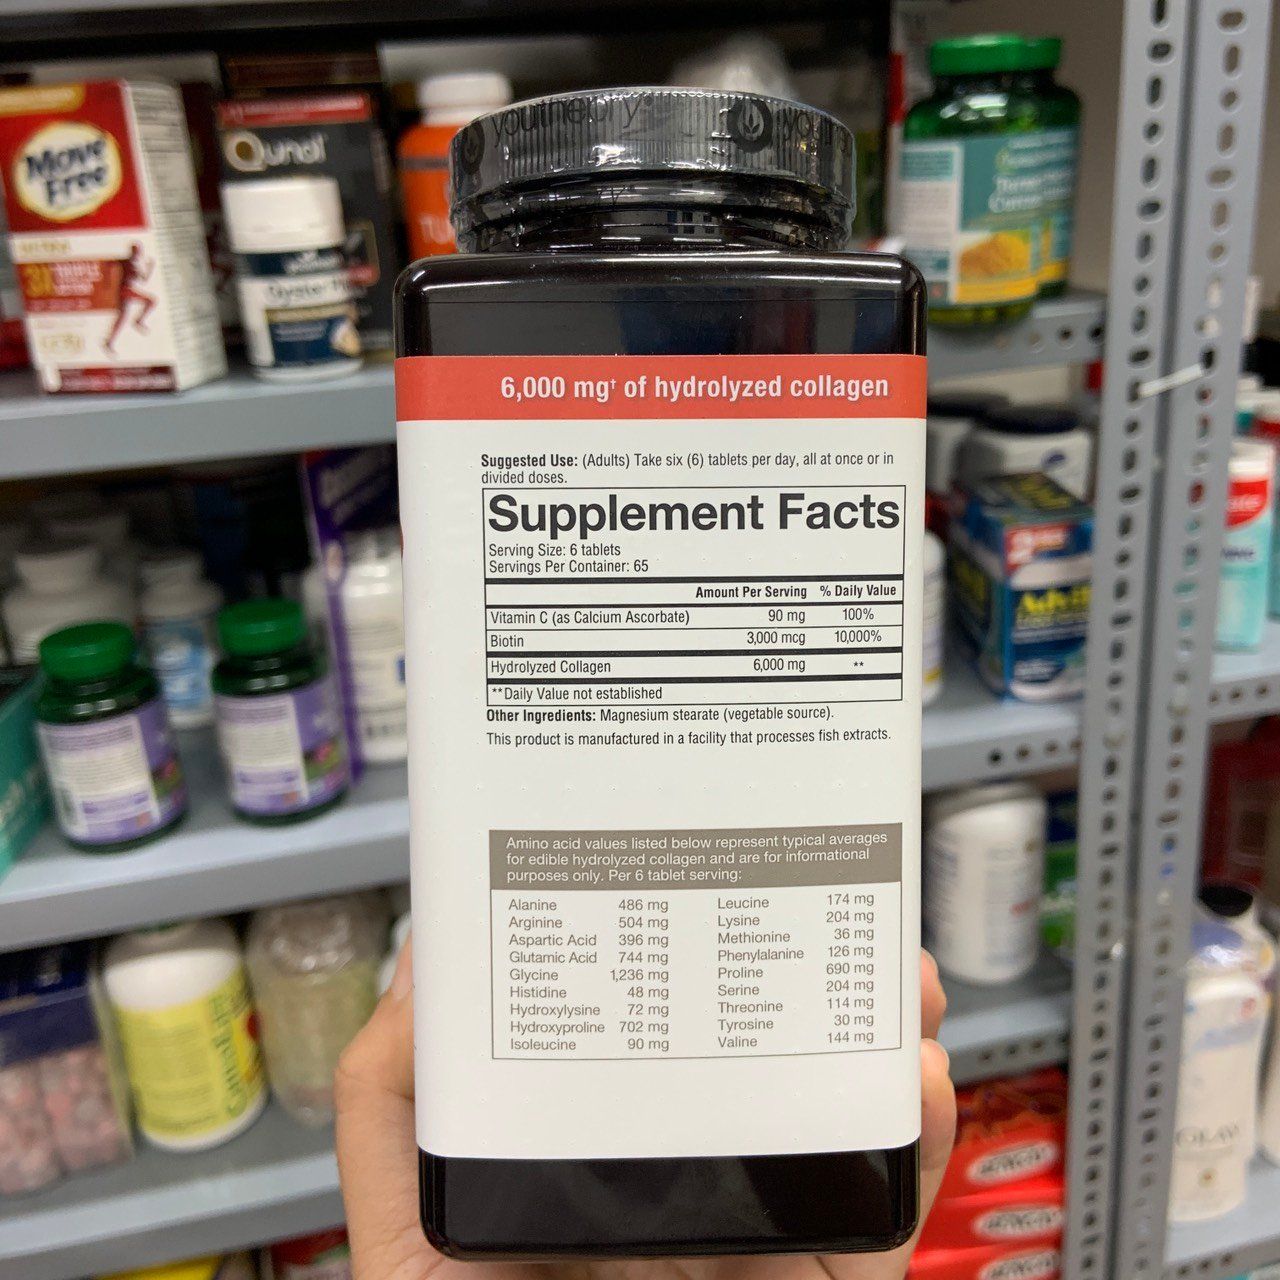 youtheory
Move
Free
Qunol
6,000 mg† of hydrolyzed collagen
Suggested Use: (Adults) Take six (6) tablets per day, all at once or in
divided doses.
Supplement Facts
Serving Size: 6 tablets
Servings Per Container: 65
Amount Per Serving % Daily Value
Vitamin C (as Calcium Ascorbate) 90 mg 100%
Biotin 3,000 mcg 10,000%
Hydrolyzed Collagen 6,000 mg **
**Daily Value not established
Other Ingredients: Magnesium stearate (vegetable source).
This product is manufactured in a facility that processes fish extracts.
Amino acid values listed below represent typical averages
for edible hydrolyzed collagen and are for informational
purposes only. Per 6 tablet serving:
Alanine 486 mg Leucine 174 mg
Arginine 504 mg Lysine 204 mg
Aspartic Acid 396 mg Methionine 36 mg
Glutamic Acid 744 mg Phenylalanine 126 mg
Glycine 1,236 mg Proline 690 mg
Histidine 48 mg Serine 204 mg
Hydroxylysine 72 mg Threonine 114 mg
Hydroxyproline 702 mg Tyrosine 30 mg
Isoleucine 90 mg Valine 144 mg
Advil
OLAY